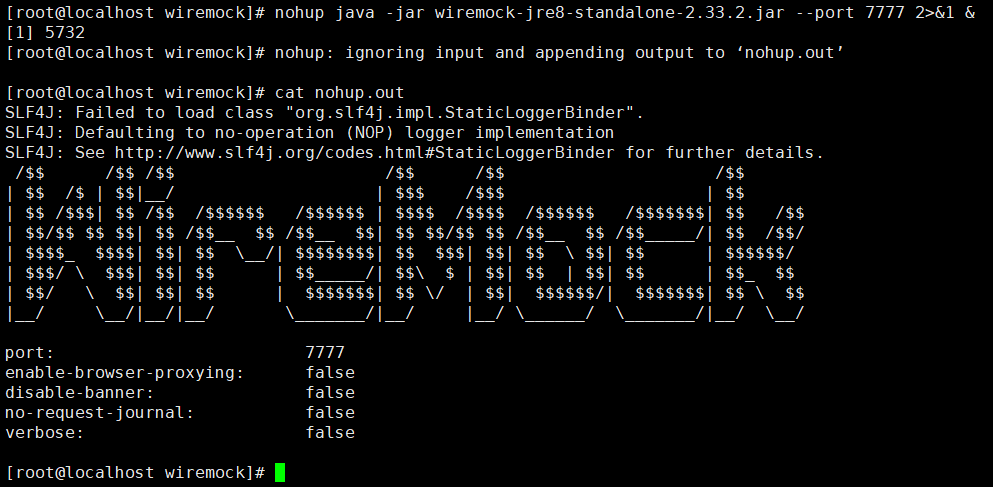 [root@localhost wiremock]# nohup java -jar wiremock-jre8-standalone-2.33.2.jar --port 7777 2>&1 &
[1] 5732
[root@localhost wiremock]# nohup: ignoring input and appending output to ‘nohup.out’
[root@localhost wiremock]# cat nohup.out
SLF4J: Failed to load class "org.slf4j.impl.StaticLoggerBinder".
SLF4J: Defaulting to no-operation (NOP) logger implementation
SLF4J: See http://www.slf4j.org/codes.html#StaticLoggerBinder for further details.
 /$$      /$$ /$$                     /$$      /$$                     /$$
| $$  /$ | $$|__/                    | $$$    /$$$                    | $$
| $$ /$$$| $$ /$$  /$$$$$$   /$$$$$$ | $$$$  /$$$$  /$$$$$$   /$$$$$$$| $$   /$$
| $$/$$ $$ $$| $$ /$$__  $$ /$$__  $$| $$ $$/$$ $$ /$$__  $$ /$$_____/| $$  /$$/
| $$$$_  $$$$| $$| $$  \__/| $$$$$$$$| $$  $$$| $$| $$  \ $$| $$      | $$$$$$/
| $$$/ \  $$$| $$| $$      | $$_____/| $$\  $ | $$| $$  | $$| $$      | $$_  $$
| $$/   \  $$| $$| $$      |  $$$$$$$| $$ \/  | $$|  $$$$$$/|  $$$$$$$| $$ \  $$
|__/     \__/|__/|__/       \_______/|__/     |__/ \______/  \_______/|__/  \__/
port:                         7777
enable-browser-proxying:      false
disable-banner:               false
no-request-journal:           false
verbose:                      false
[root@localhost wiremock]#